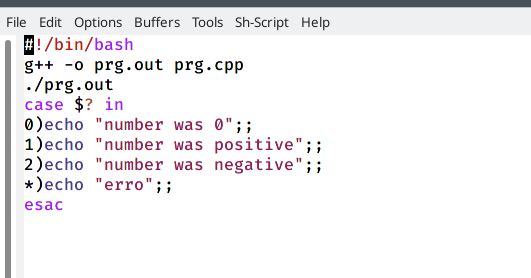 File Edit Options Buffers Tools Sh-Script Help
#!/bin/bash
g++ -o prg.out prg.cpp
./prg.out
case $? in
0)echo "number was 0";;
1)echo "number was positive";;
2)echo "number was negative";;
*)echo "erro";;
esac